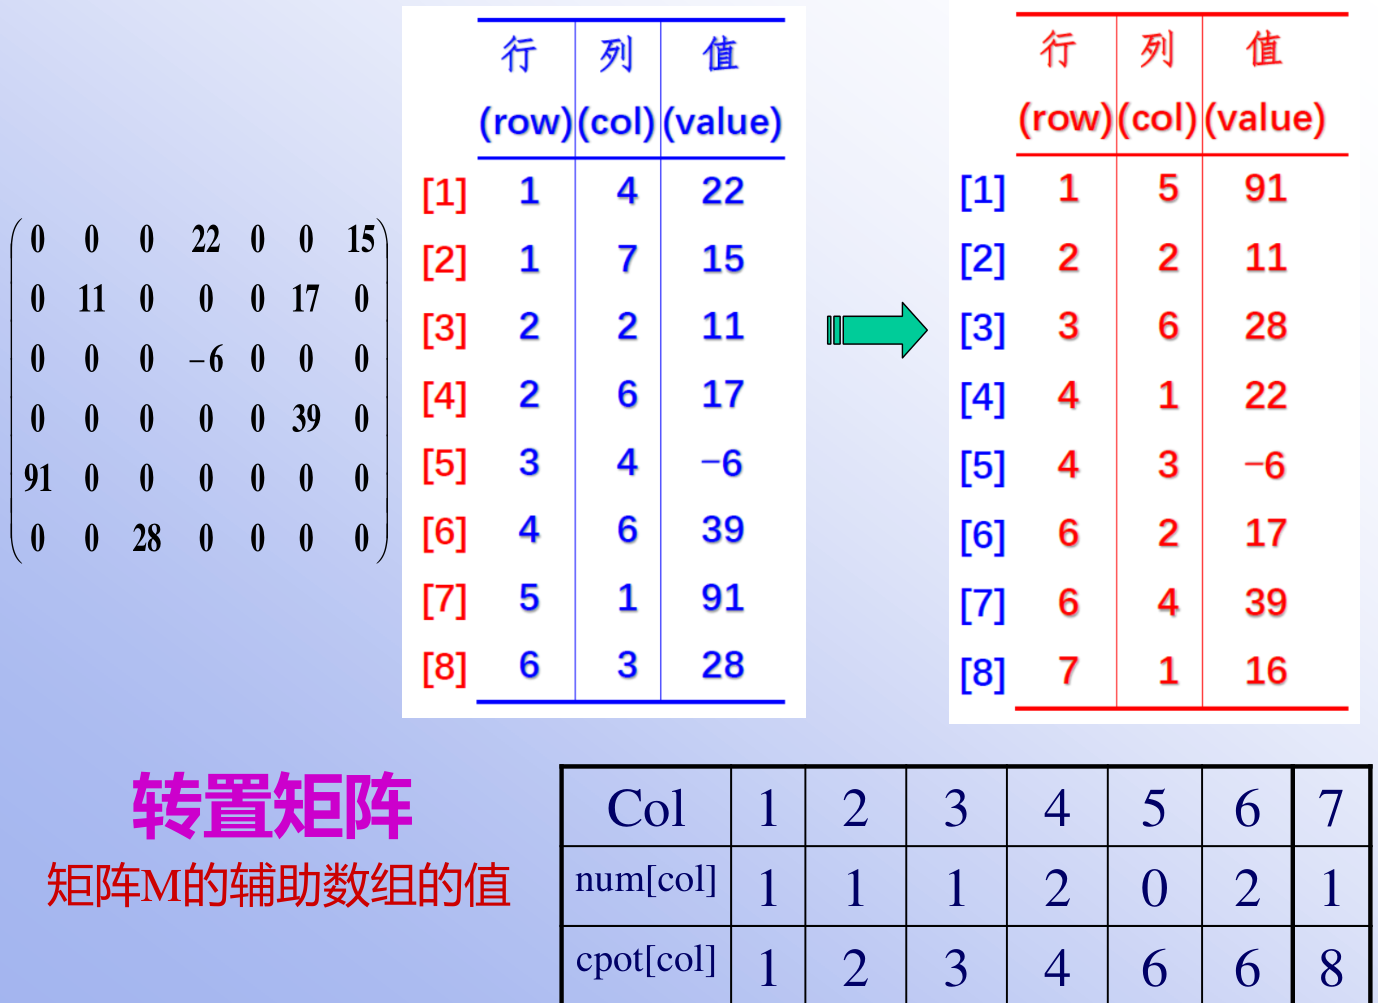 0 0 0 22 0 0 15
0 11 0 0 0 17 0
0 0 0 −6 0 0 0
0 0 0 0 0 39 0
91 0 0 0 0 0 0
0 0 28 0 0 0 0
行 列 值
(row) (col) (value)
[1] 1 4 22
[2] 1 7 15
[3] 2 2 11
[4] 2 6 17
[5] 3 4 −6
[6] 4 6 39
[7] 5 1 91
[8] 6 3 28
行 列 值
(row) (col) (value)
[1] 1 5 91
[2] 2 2 11
[3] 3 6 28
[4] 4 1 22
[5] 4 3 −6
[6] 6 2 17
[7] 6 4 39
[8] 7 1 16
转置矩阵
矩阵M的辅助数组的值
Col 1 2 3 4 5 6 7
num[col] 1 1 1 2 0 2 1
cpot[col] 1 2 3 4 6 6 8